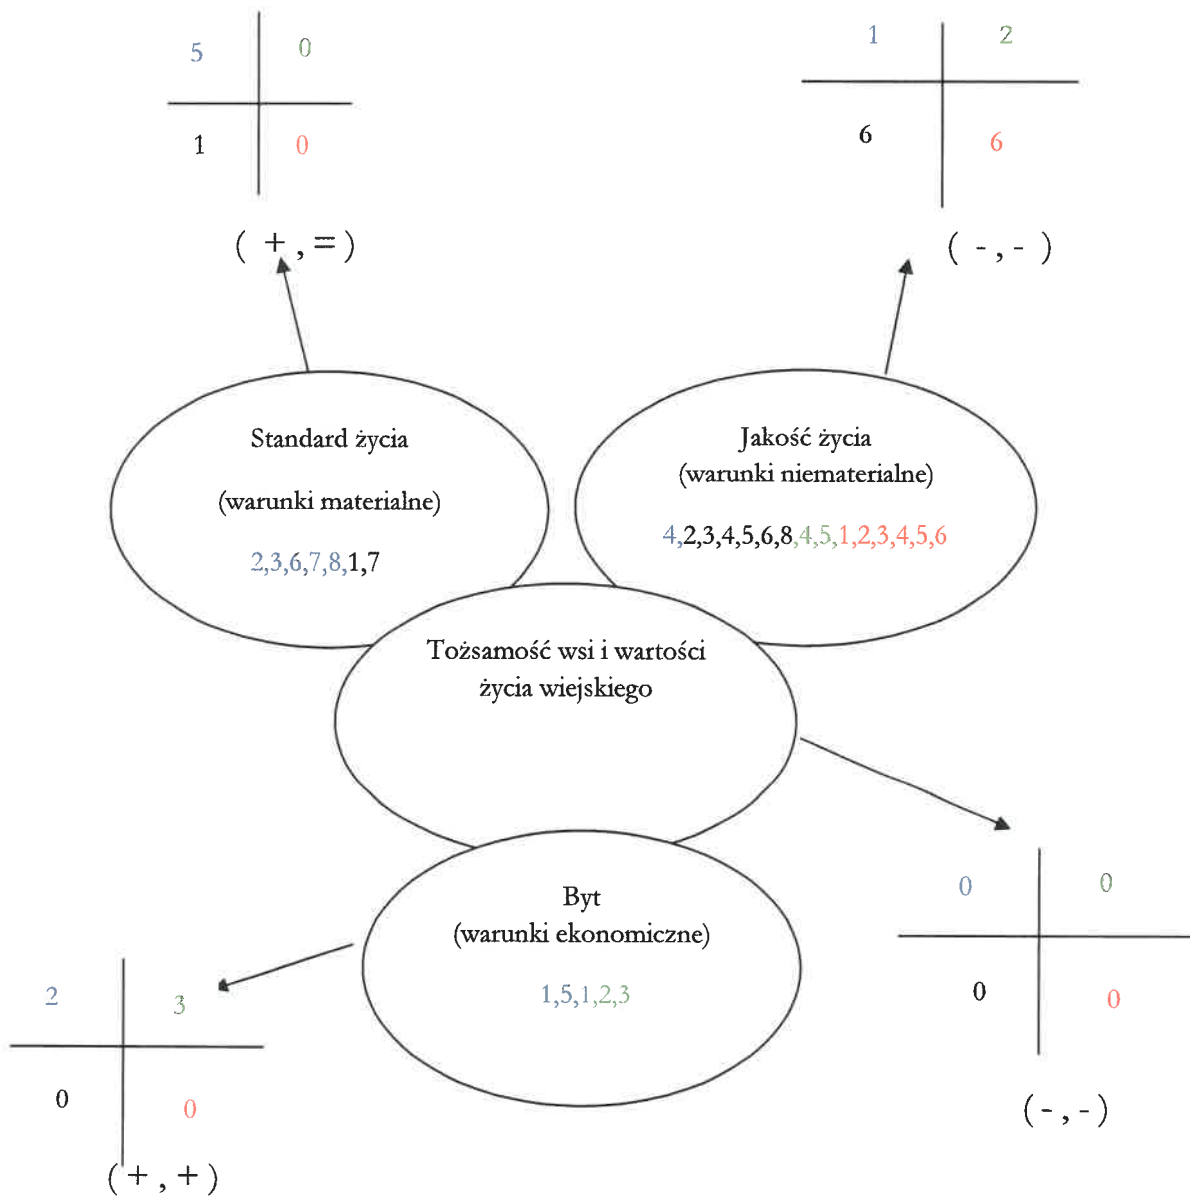 5 0
1 0
( + , = )
1 2
6 6
( - , - )
Standard życia
(warunki materialne)
2,3,6,7,8,1,7
Jakość życia
(warunki niematerialne)
4,2,3,4,5,6,8,4,5,1,2,3,4,5,6
Tożsamość wsi i wartości
życia wiejskiego
Byt
(warunki ekonomiczne)
1,5,1,2,3
0 0
0 0
( - , - )
2 3
0 0
( + , + )